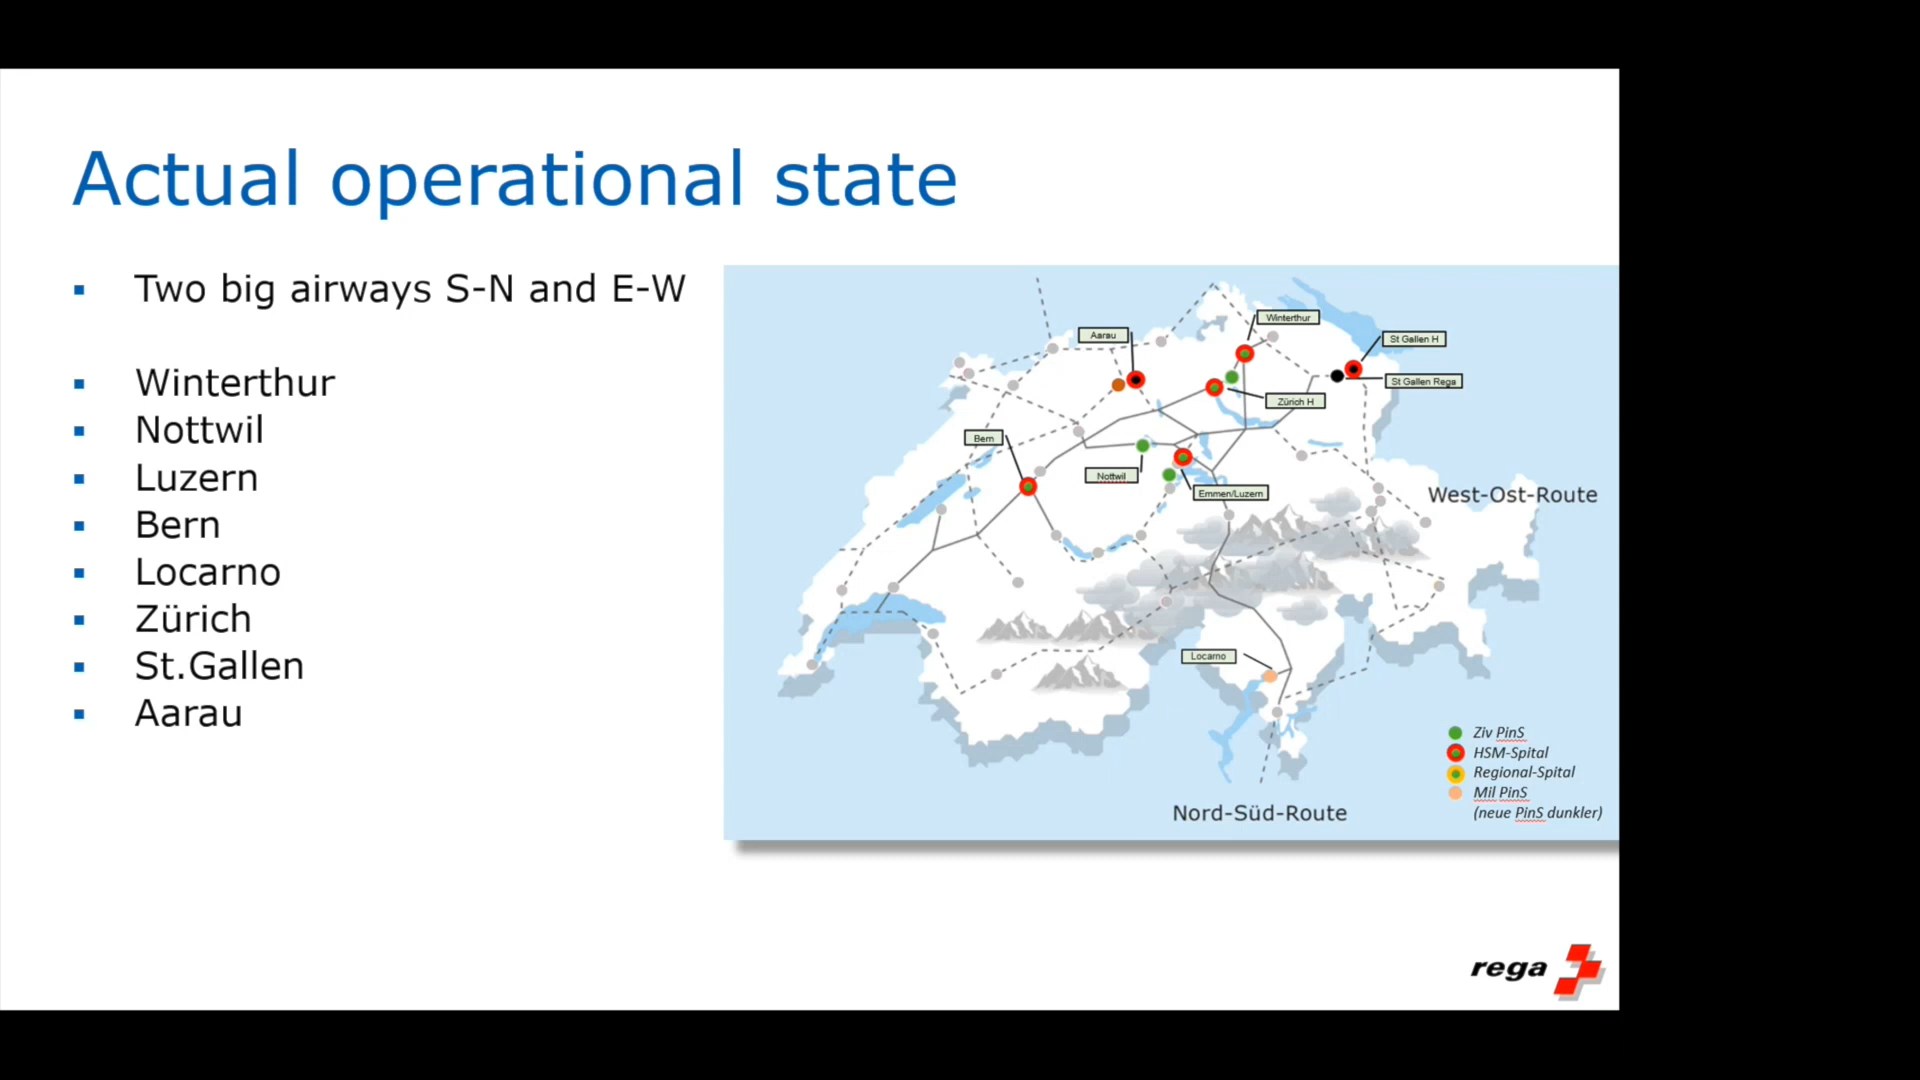 Actual operational state
Two big airways S-N and E-W
Winterthur
Nottwil
Luzern
Bern
Locarno
Zürich
St.Gallen
Aarau
Winterthur
Aarau
St Gallen H
St Gallen Rega
Zürich H
Bern
Nottwil
Emmen/Luzern
West-Ost-Route
Locarno
Nord-Süd-Route
Ziv PinS
HSM-Spital
Regional-Spital
Mil PinS
(neue PinS dunkler)
rega